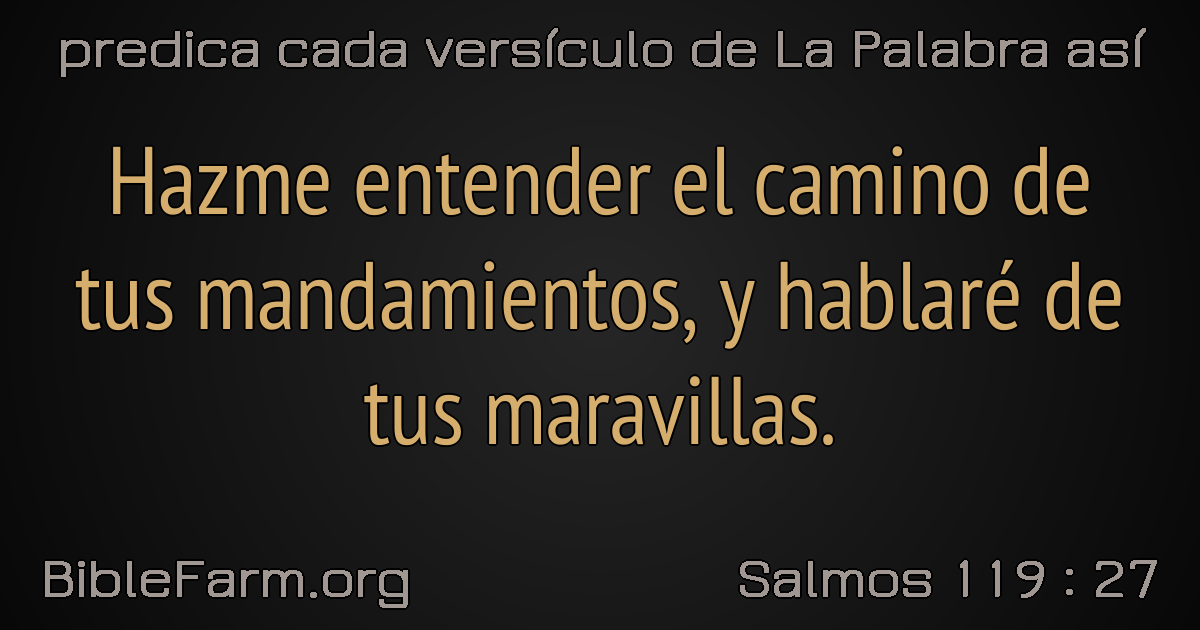 predica cada versículo de La Palabra así
Hazme entender el camino de
tus mandamientos, y hablaré de
tus maravillas.
BibleFarm.org
Salmos 119 : 27